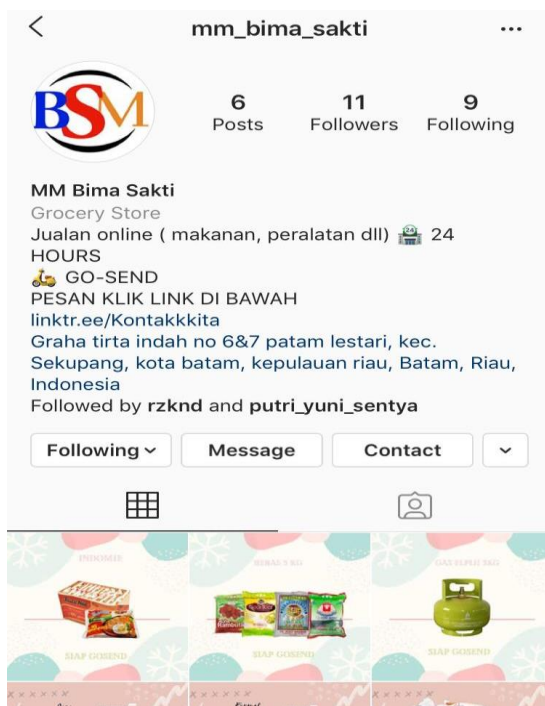 mm_bima_sakti
BSM
6 11 9
Posts Followers Following
MM Bima Sakti
Grocery Store
Jualan online ( makanan, peralatan dll) 24
HOURS
GO-SEND
PESAN KLIK LINK DI BAWAH
linktr.ee/Kontakkkita
Graha tirta indah no 6&7 patam lestari, kec.
Sekupang, kota batam, kepulauan riau, Batam, Riau,
Indonesia
Followed by rzknd and putri_yuni_sentya
Following Message Contact
INDOMIE
BERAS 5 KG
GAS ELPIJI 3KG
SIAP GOSEND
SIAP GOSEND
SIAP GOSEND